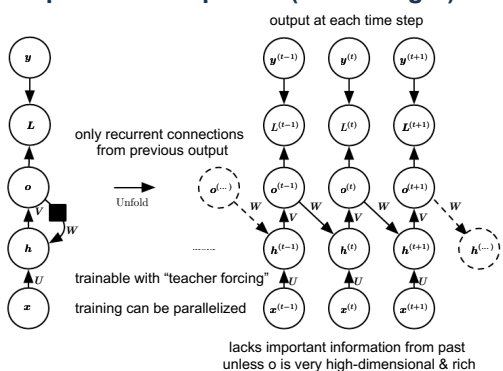 output at each time step
y y(t−1) y(t) y(t+1)
L L(t−1) L(t) L(t+1)
only recurrent connections
from previous output
Unfold
o o(...) o(t−1) o(t) o(t+1)
V W W V W V W V W
h h(t−1) h(t) h(t+1) h(...)
trainable with “teacher forcing”
U U U U
training can be parallelized
x x(t−1) x(t) x(t+1)
lacks important information from past
unless o is very high-dimensional & rich